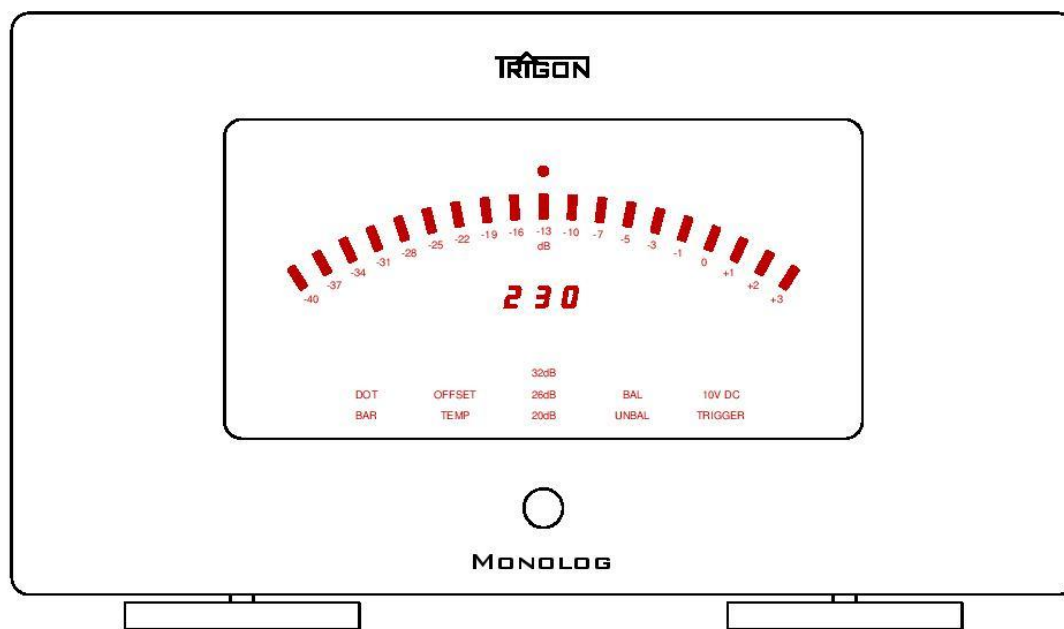 TRIGON
-40 -37 -34 -31 -28 -25 -22 -19 -16 -13 -10 -7 -5 -3 -1 0 +1 +2 +3
dB
230
32dB
DOT OFFSET 26dB BAL 10V DC
BAR TEMP 20dB UNBAL TRIGGER
MONOLOG